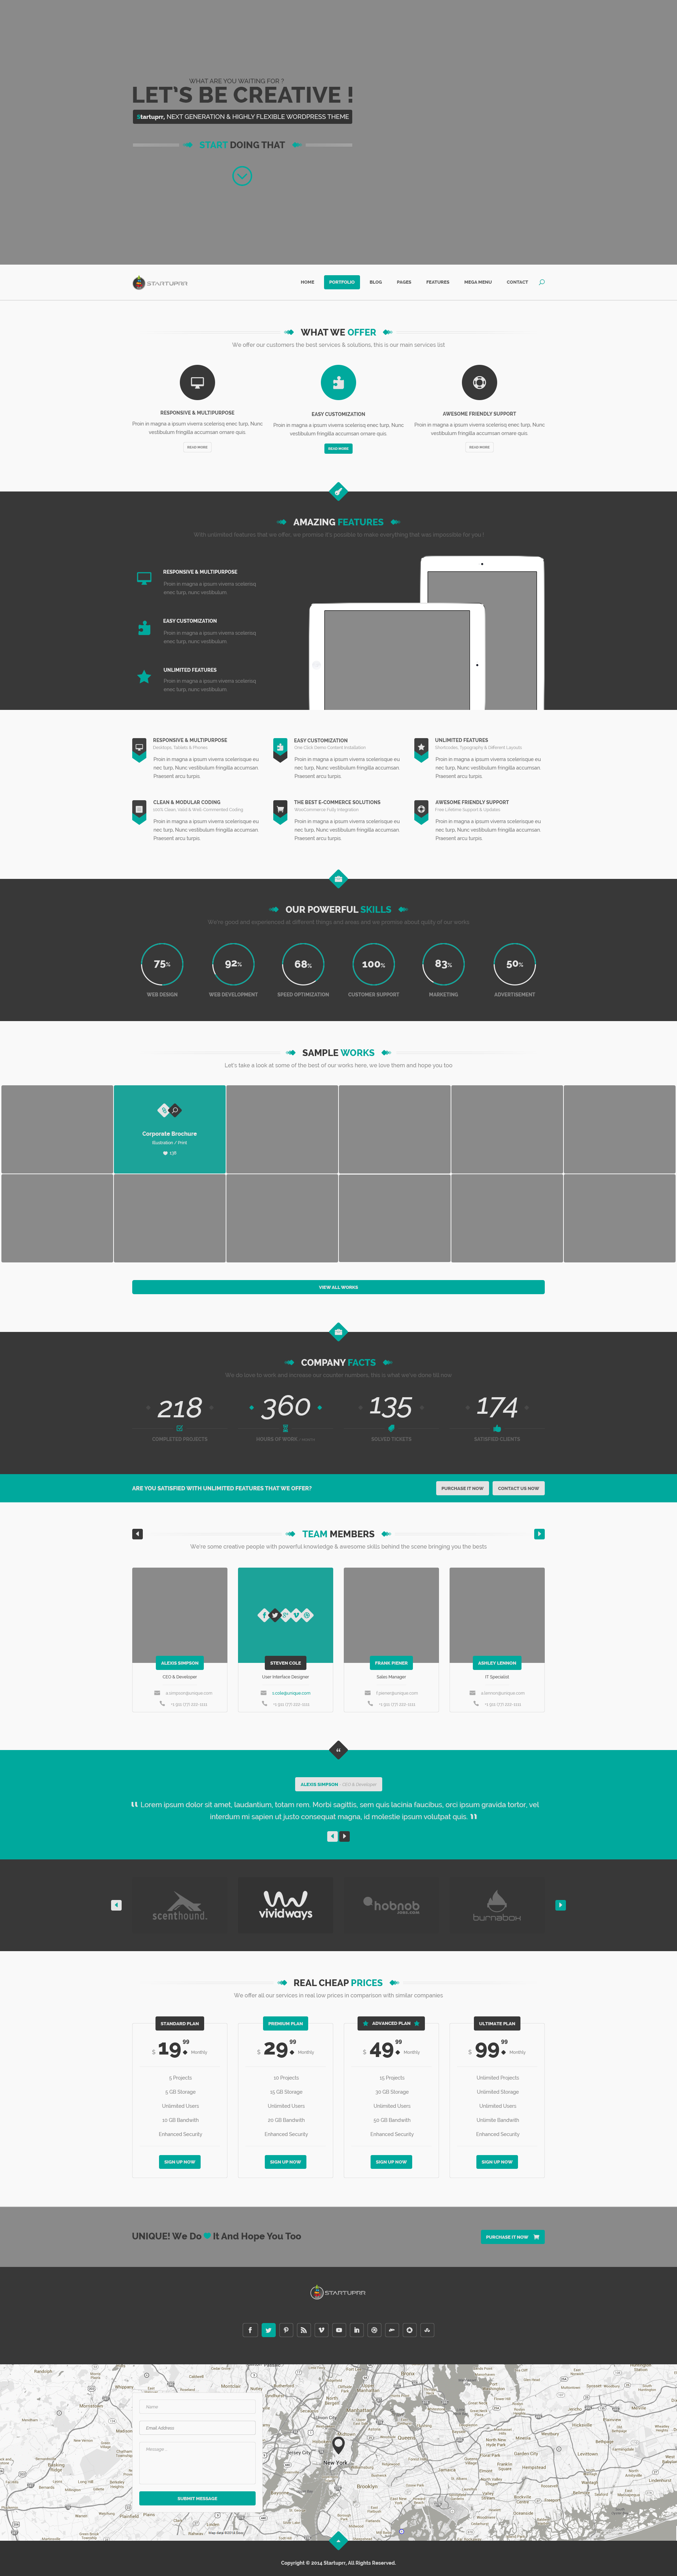 WHAT ARE YOU WAITING FOR ?
LET'S BE CREATIVE !
Startuprr, NEXT GENERATION & HIGHLY FLEXIBLE WORDPRESS THEME
START DOING THAT
STARTUPRR
HOME PORTFOLIO BLOG PAGES FEATURES MEGA MENU CONTACT
WHAT WE OFFER
We offer our customers the best services & solutions, this is our main services list
RESPONSIVE & MULTIPURPOSE
Proin in magna a ipsum viverra scelerisq enec turp, Nunc
vestibulum fringilla accumsan ornare quis.
READ MORE
EASY CUSTOMIZATION
Proin in magna a ipsum viverra scelerisq enec turp, Nunc
vestibulum fringilla accumsan ornare quis.
READ MORE
AWESOME FRIENDLY SUPPORT
Proin in magna a ipsum viverra scelerisq enec turp, Nunc
vestibulum fringilla accumsan ornare quis.
READ MORE
AMAZING FEATURES
With unlimited features that we offer, we promise it's possible to make everything that was impossible for you !
RESPONSIVE & MULTIPURPOSE
Proin in magna a ipsum viverra scelerisq
enec turp, nunc vestibulum.
EASY CUSTOMIZATION
Proin in magna a ipsum viverra scelerisq
enec turp, nunc vestibulum.
UNLIMITED FEATURES
Proin in magna a ipsum viverra scelerisq
enec turp, nunc vestibulum.
RESPONSIVE & MULTIPURPOSE
Desktops, Tablets & Phones
Proin in magna a ipsum viverra scelerisque eu
nec turp, Nunc vestibulum fringilla accumsan.
Praesent arcu turpis.
EASY CUSTOMIZATION
One Click Demo Content Installation
Proin in magna a ipsum viverra scelerisque eu
nec turp, Nunc vestibulum fringilla accumsan.
Praesent arcu turpis.
UNLIMITED FEATURES
Shortcodes, Typography & Different Layouts
Proin in magna a ipsum viverra scelerisque eu
nec turp, Nunc vestibulum fringilla accumsan.
Praesent arcu turpis.
CLEAN & MODULAR CODING
100% Clean, Valid & Well-Commented Coding
Proin in magna a ipsum viverra scelerisque eu
nec turp, Nunc vestibulum fringilla accumsan.
Praesent arcu turpis.
THE BEST E-COMMERCE SOLUTIONS
WooCommerce Fully Integration
Proin in magna a ipsum viverra scelerisque eu
nec turp, Nunc vestibulum fringilla accumsan.
Praesent arcu turpis.
AWESOME FRIENDLY SUPPORT
Free Lifetime Support & Updates
Proin in magna a ipsum viverra scelerisque eu
nec turp, Nunc vestibulum fringilla accumsan.
Praesent arcu turpis.
OUR POWERFUL SKILLS
We're good and experienced at different things and areas and we promise about quility of our works
75% 92% 68% 100% 83% 50%
WEB DESIGN WEB DEVELOPMENT SPEED OPTIMIZATION CUSTOMER SUPPORT MARKETING ADVERTISEMENT
SAMPLE WORKS
Let's take a look at some of the best of our works here, we love them and hope you too
Corporate Brochure
Illustration / Print
138
VIEW ALL WORKS
COMPANY FACTS
We do love to work and increase our counter numbers, this is what we've done till now
218 360 135 174
COMPLETED PROJECTS HOURS OF WORK SOLVED TICKETS SATISFIED CLIENTS
ARE YOU SATISFIED WITH UNLIMITED FEATURES THAT WE OFFER?
PURCHASE IT NOW CONTACT US NOW
TEAM MEMBERS
We're some creative people with powerful knowledge & awesome skills behind the scene bringing you the bests
ALEXIS SIMPSON
CEO & Developer
a.simpson@unique.com
STEVEN COLE
User Interface Designer
s.cole@unique.com
FRANK PIENER
Sales Manager
f.piener@unique.com
ASHLEY LENNON
IT Specialist
a.lennon@unique.com
ALEXIS SIMPSON - CEO & Developer
Lorem ipsum dolor sit amet, laudantium, totam rem. Morbi sagittis, sem quis lacinia faucibus, orci ipsum gravida tortor, vel
interdum mi sapien ut justo consequat magna, id molestie ipsum volutpat quis.
scenthound.
vividways
hobnob
burnabox
REAL CHEAP PRICES
We offer all our services in real low prices in comparison with similar companies
STANDARD PLAN
$ 19 99 Monthly
5 Projects
5 GB Storage
Unlimited Users
10 GB Bandwith
Enhanced Security
SIGN UP NOW
PREMIUM PLAN
$ 29 99 Monthly
10 Projects
15 GB Storage
Unlimited Users
20 GB Bandwith
Enhanced Security
SIGN UP NOW
ADVANCED PLAN
$ 49 99 Monthly
15 Projects
30 GB Storage
Unlimited Users
50 GB Bandwith
Enhanced Security
SIGN UP NOW
ULTIMATE PLAN
$ 99 99 Monthly
Unlimited Projects
Unlimited Storage
Unlimited Users
Unlimite Bandwith
Enhanced Security
SIGN UP NOW
UNIQUE! We Do It And Hope You Too
PURCHASE IT NOW
STARTUPRR
Name
Email Address
Message
SUBMIT MESSAGE
New York
Brooklyn
Queens
Manhattan
Copyright © 2014 Startuprr, All Rights Reserved.